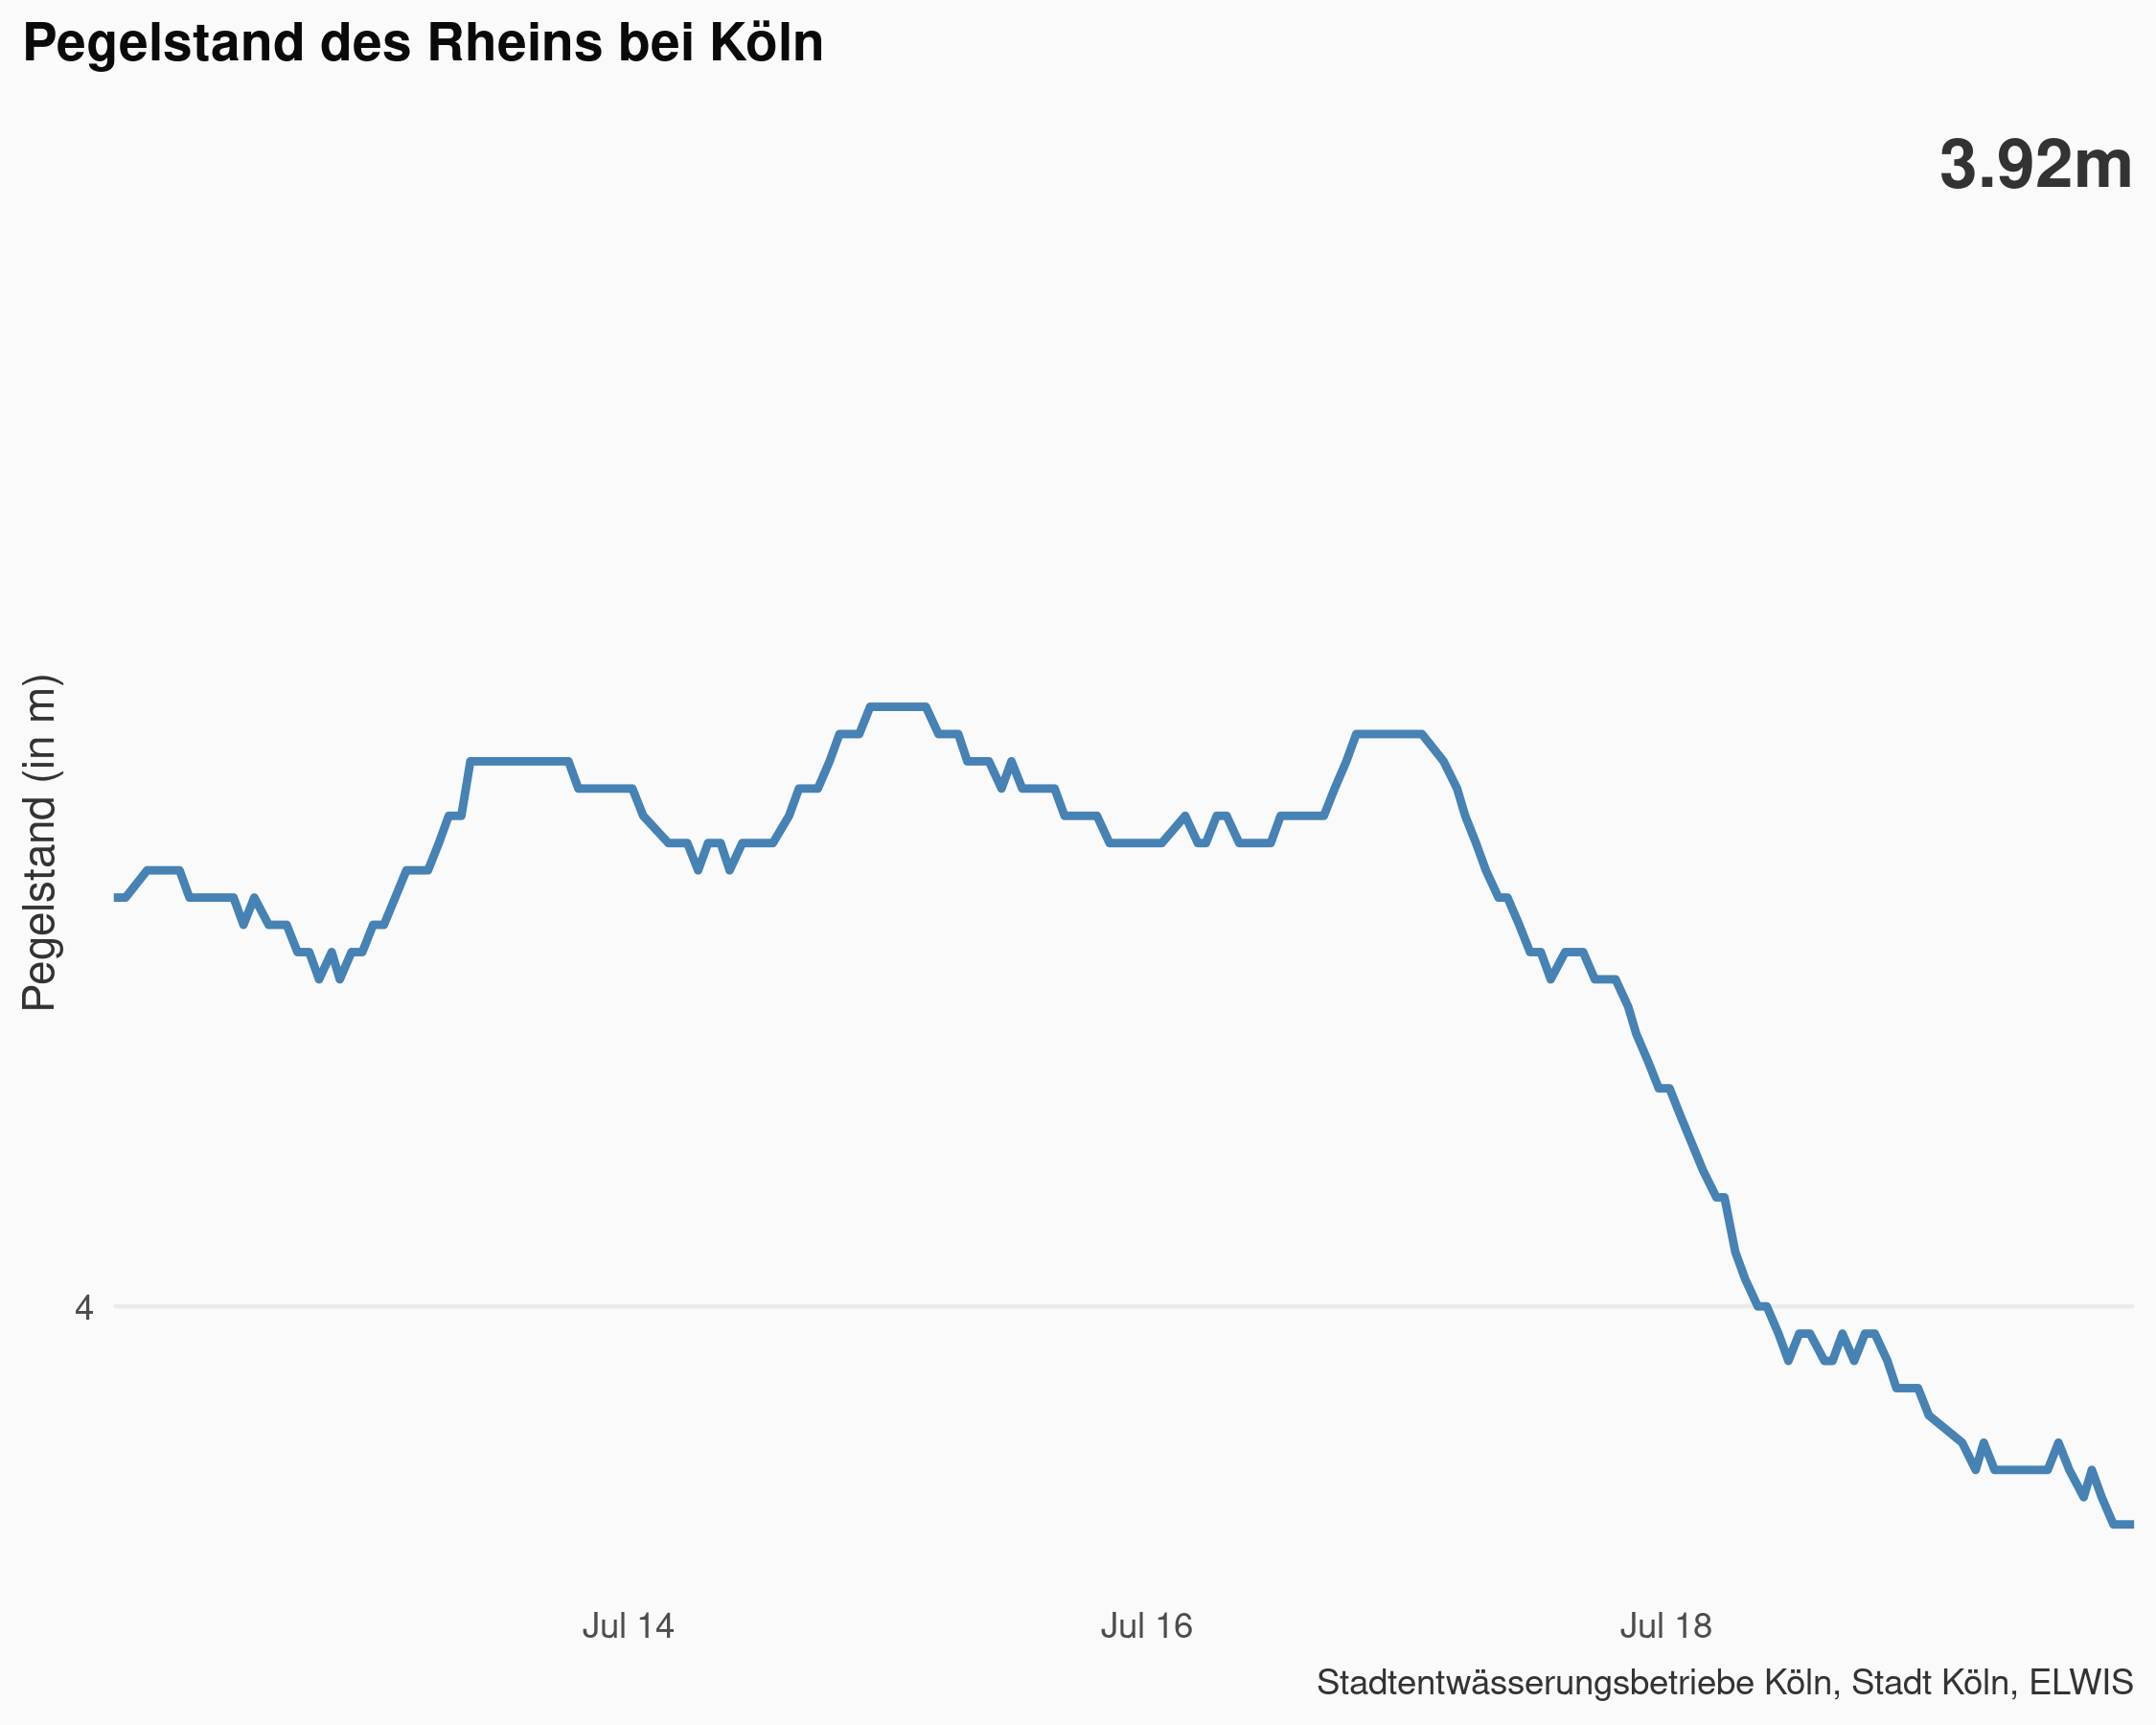 Pegelstand des Rheins bei Köln
3.92m
Pegelstand (in m)
4
Jul 14
Jul 16
Jul 18
Stadtentwässerungsbetriebe Köln, Stadt Köln, ELWIS